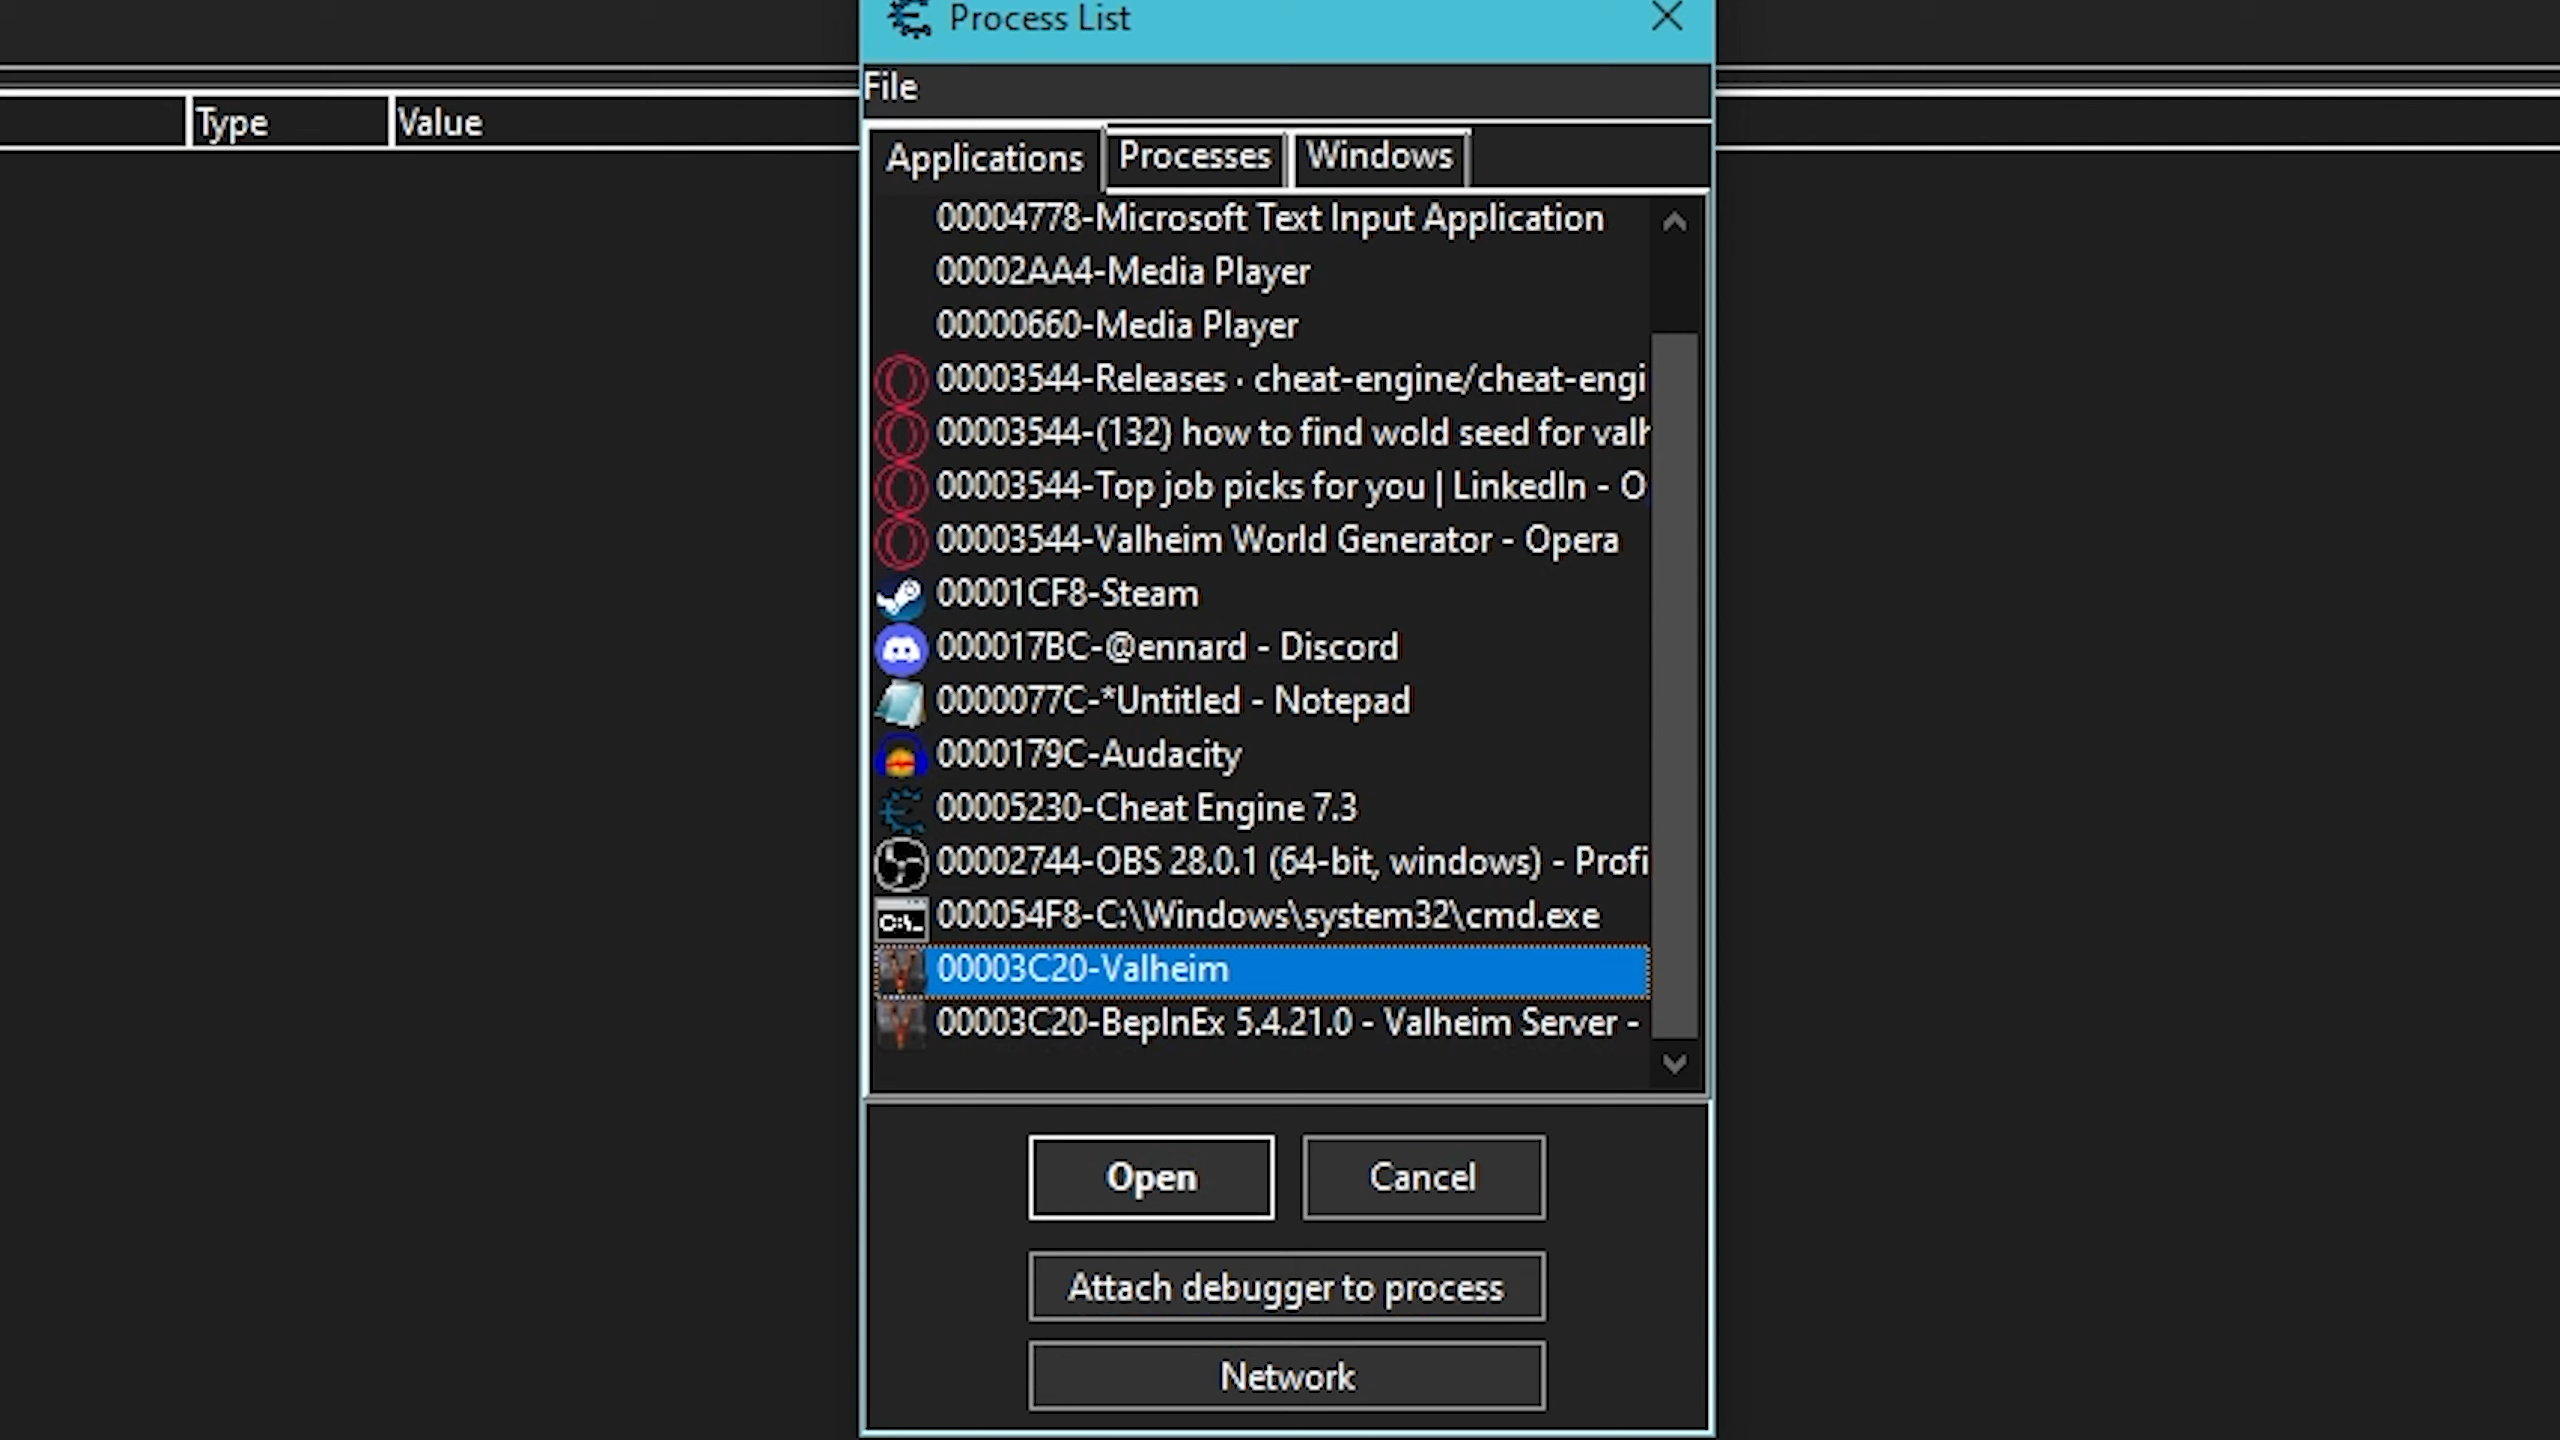 Process List
File
Type
Value
Applications
Processes
Windows
00004778-Microsoft Text Input Application
00002AA4-Media Player
00000660-Media Player
00003544-Releases · cheat-engine/cheat-engi
00003544-(132) how to find wold seed for valh
00003544-Top job picks for you | LinkedIn - O
00003544-Valheim World Generator - Opera
00001CF8-Steam
000017BC-@ennard - Discord
0000077C-*Untitled - Notepad
0000179C-Audacity
00005230-Cheat Engine 7.3
00002744-OBS 28.0.1 (64-bit, windows) - Profi
C:\_
000054F8-C:\Windows\system32\cmd.exe
00003C20-Valheim
00003C20-BepInEx 5.4.21.0 - Valheim Server -
Open
Cancel
Attach debugger to process
Network